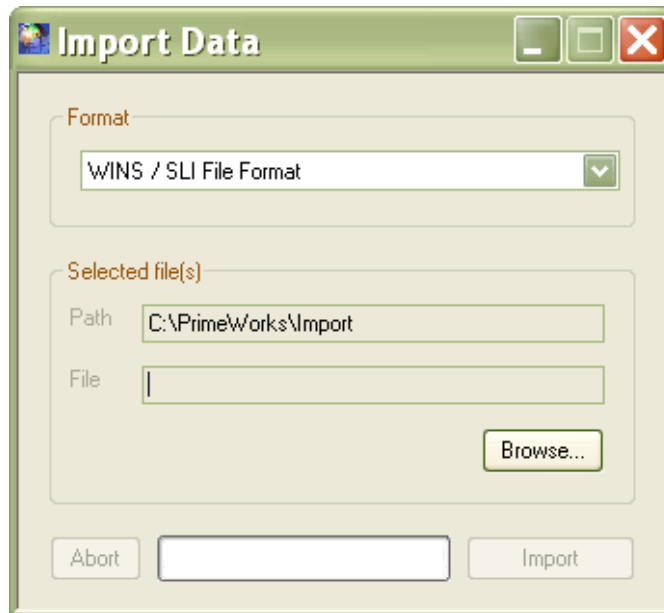 Import Data
Format
WINS / SLI File Format
Selected file(s)
Path C:\PrimeWorks\Import
File
Browse...
Abort Import